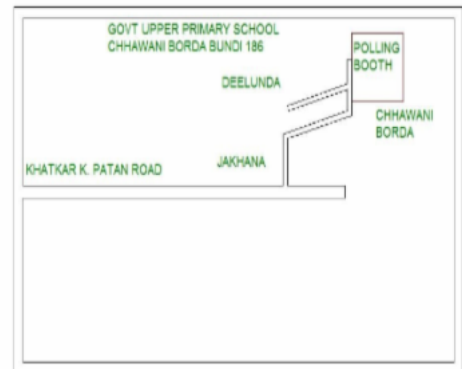 GOVT UPPER PRIMARY SCHOOL
CHHAWANI BORDA BUNDI 186
POLLING
BOOTH
DEELUNDA
CHHAWANI
BORDA
JAKHANA
KHATKAR K. PATAN ROAD